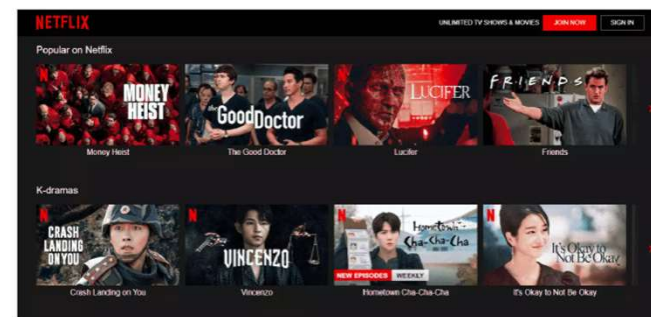 NETFLIX
UNLIMITED TV SHOWS & MOVIES JOIN NOW SIGN IN
Popular on Netflix
N
MONEY
HEIST
the Good Doctor
N
LUCIFER
FRIENDS
Money Heist
The Good Doctor
Lucifer
Friends
K-dramas
N
CRASH
LANDING
ON YOU
N
VINCENZO
N
Hometown
Cha-Cha-Cha
NEW EPISODES WEEKLY
N
It's Okay to
Not Be Okay
Crash Landing on You
Vincenzo
Hometown Cha-Cha-Cha
It's Okay to Not Be Okay